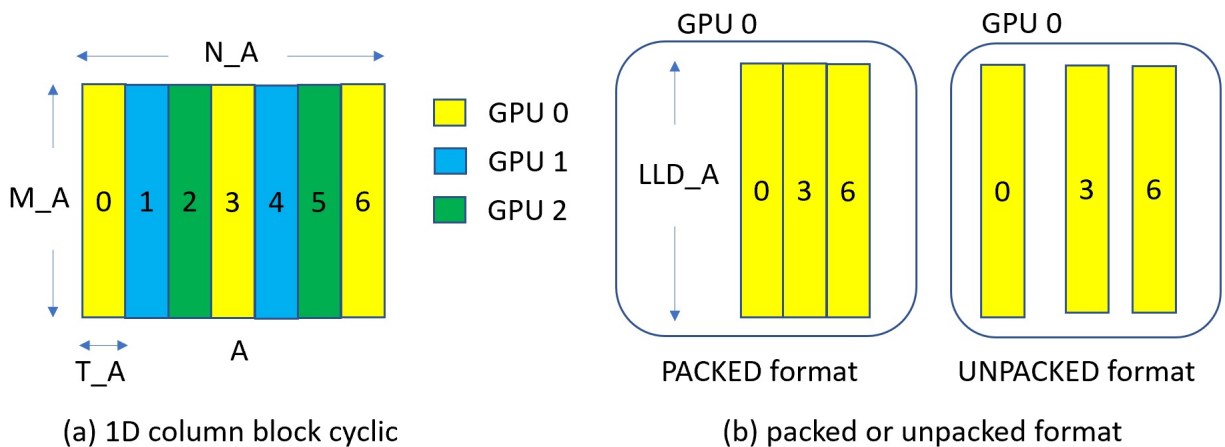 N_A
M_A
0 1 2 3 4 5 6
T_A
A
GPU 0
GPU 1
GPU 2
(a) 1D column block cyclic
GPU 0
LLD_A
0 3 6
PACKED format
GPU 0
0 3 6
UNPACKED format
(b) packed or unpacked format